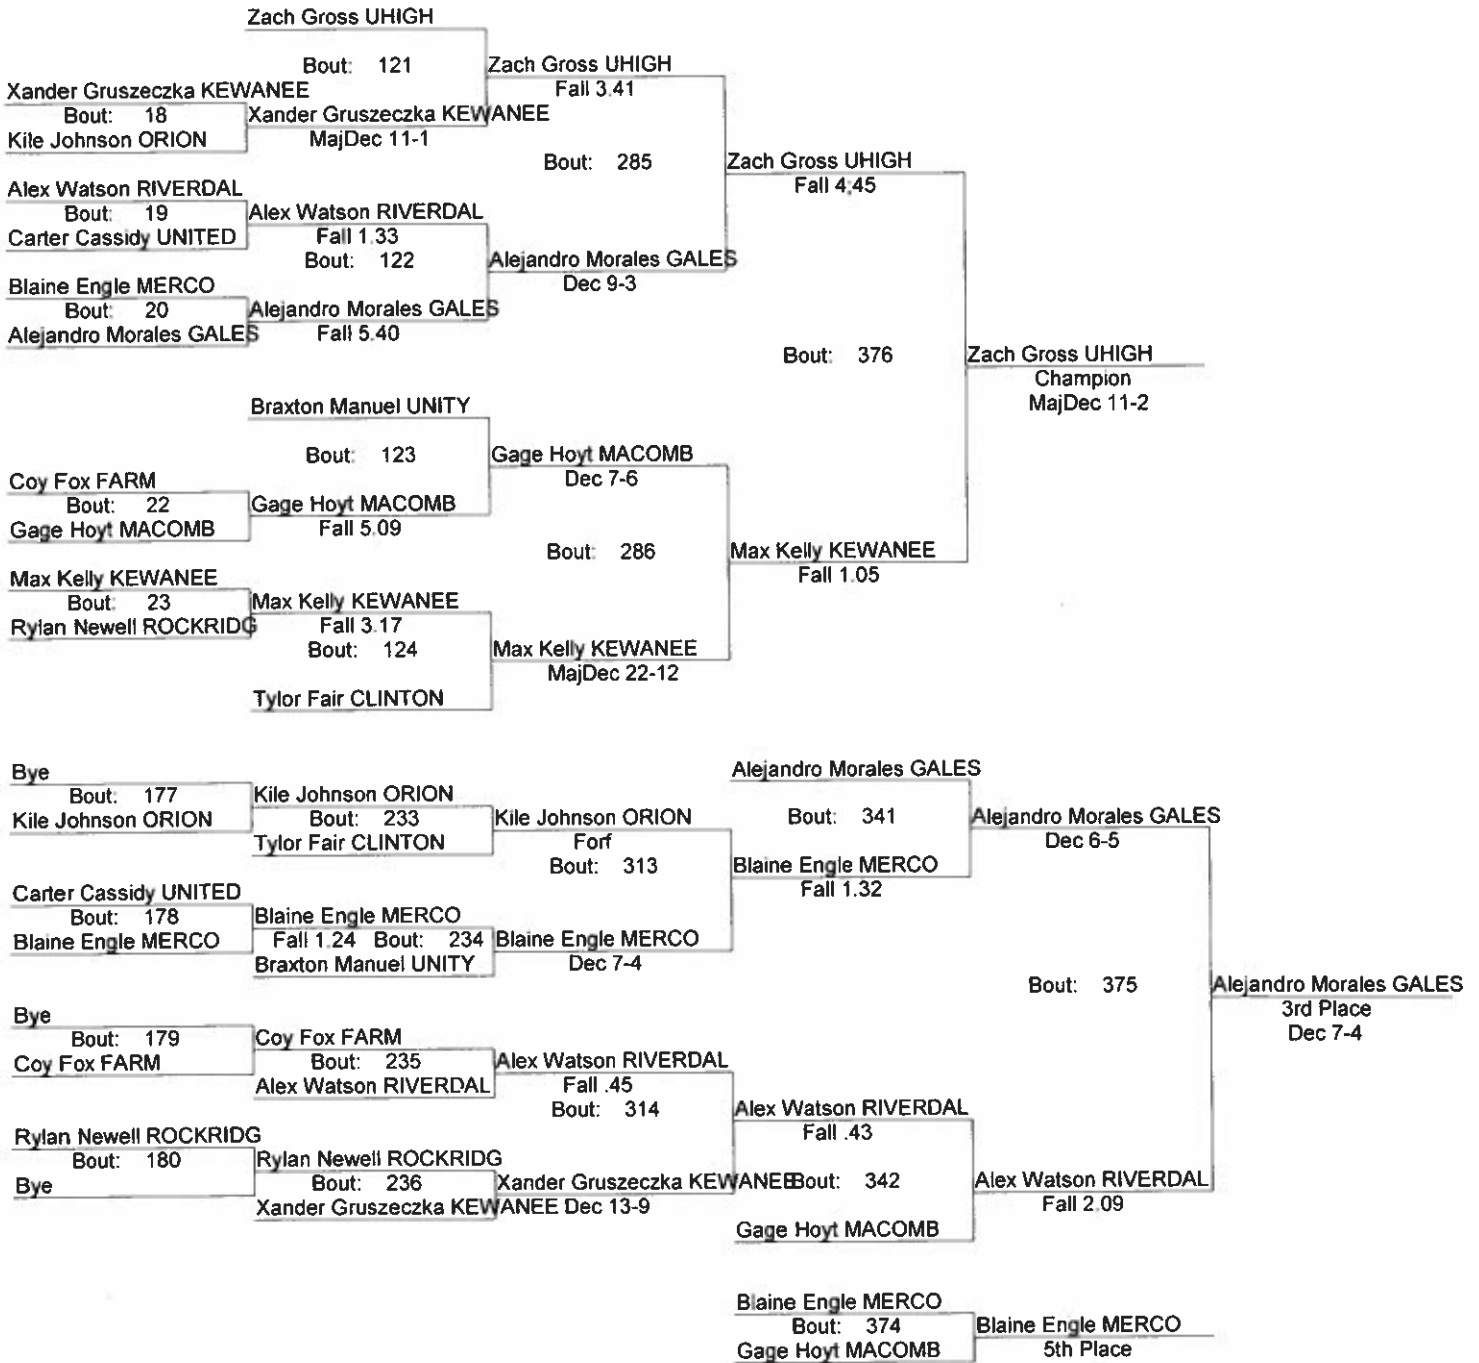 Zach Gross UHIGH
Bout: 121
Zach Gross UHIGH
Fall 3.41
Xander Gruszeczka KEWANEE
Bout: 18
Xander Gruszeczka KEWANEE
Kile Johnson ORION
MajDec 11-1
Bout: 285
Zach Gross UHIGH
Fall 4;45
Alex Watson RIVERDAL
Bout: 19
Alex Watson RIVERDAL
Carter Cassidy UNITED
Fall 1.33
Bout: 122
Alejandro Morales GALES
Dec 9-3
Blaine Engle MERCO
Bout: 20
Alejandro Morales GALES
Alejandro Morales GALES
Fall 5.40
Bout: 376
Zach Gross UHIGH
Champion
MajDec 11-2
Braxton Manuel UNITY
Bout: 123
Gage Hoyt MACOMB
Dec 7-6
Coy Fox FARM
Bout: 22
Gage Hoyt MACOMB
Gage Hoyt MACOMB
Fall 5.09
Bout: 286
Max Kelly KEWANEE
Fall 1.05
Max Kelly KEWANEE
Bout: 23
Max Kelly KEWANEE
Rylan Newell ROCKRIDG
Fall 3.17
Bout: 124
Max Kelly KEWANEE
MajDec 22-12
Tylor Fair CLINTON
Bye
Bout: 177
Kile Johnson ORION
Kile Johnson ORION
Bout: 233
Tylor Fair CLINTON
Kile Johnson ORION
Forf
Bout: 313
Alejandro Morales GALES
Bout: 341
Alejandro Morales GALES
Dec 6-5
Blaine Engle MERCO
Fall 1.32
Carter Cassidy UNITED
Bout: 178
Blaine Engle MERCO
Blaine Engle MERCO
Fall 1.24 Bout: 234
Braxton Manuel UNITY
Blaine Engle MERCO
Dec 7-4
Bout: 375
Alejandro Morales GALES
3rd Place
Dec 7-4
Bye
Bout: 179
Coy Fox FARM
Coy Fox FARM
Bout: 235
Alex Watson RIVERDAL
Alex Watson RIVERDAL
Fall .45
Bout: 314
Alex Watson RIVERDAL
Fall .43
Rylan Newell ROCKRIDG
Bout: 180
Bye
Rylan Newell ROCKRIDG
Bout: 236
Xander Gruszeczka KEWANEE
Xander Gruszeczka KEWANEE
Dec 13-9
Bout: 342
Alex Watson RIVERDAL
Fall 2.09
Gage Hoyt MACOMB
Blaine Engle MERCO
Bout: 374
Gage Hoyt MACOMB
Blaine Engle MERCO
5th Place